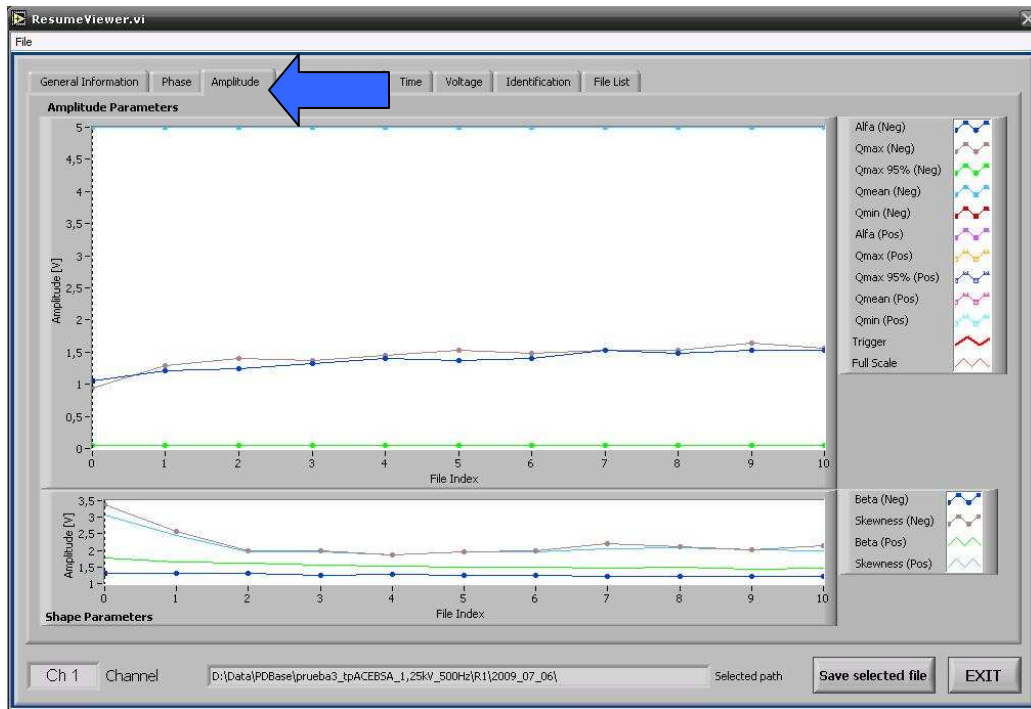 ResumeViewer.vi
File
General Information Phase Amplitude Time Voltage Identification File List
Amplitude Parameters
5
4,5
4
3,5
3
2,5
2
1,5
1
0,5
0
Amplitude [V]
0 1 2 3 4 5 6 7 8 9 10
File Index
Alfa (Neg)
Qmax (Neg)
Qmax 95% (Neg)
Qmean (Neg)
Qmin (Neg)
Alfa (Pos)
Qmax (Pos)
Qmax 95% (Pos)
Qmean (Pos)
Qmin (Pos)
Trigger
Full Scale
3,5
3
2,5
2
1,5
1
Amplitude [V]
0 1 2 3 4 5 6 7 8 9 10
File Index
Shape Parameters
Beta (Neg)
Skewness (Neg)
Beta (Pos)
Skewness (Pos)
Ch 1 Channel D:\Data\PDBase\prueba3_tpACEBSA_1,25kV_500Hz\R1\2009_07_06\ Selected path Save selected file EXIT